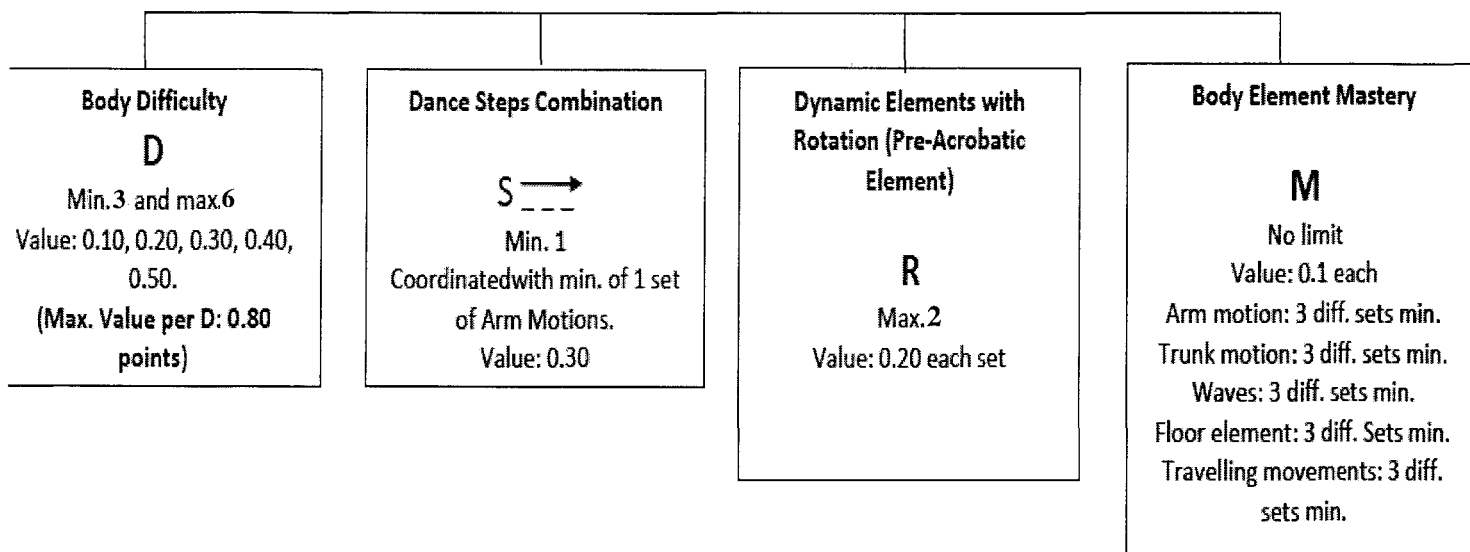 Body Difficulty
D
Min.3 and max.6
Value: 0.10, 0.20, 0.30, 0.40,
0.50.
(Max. Value per D: 0.80
points)
Dance Steps Combination
S
Min. 1
Coordinatedwith min. of 1 set
of Arm Motions.
Value: 0.30
Dynamic Elements with
Rotation (Pre-Acrobatic
Element)
R
Max.2
Value: 0.20 each set
Body Element Mastery
M
No limit
Value: 0.1 each
Arm motion: 3 diff. sets min.
Trunk motion: 3 diff. sets min.
Waves: 3 diff. sets min.
Floor element: 3 diff. Sets min.
Travelling movements: 3 diff.
sets min.